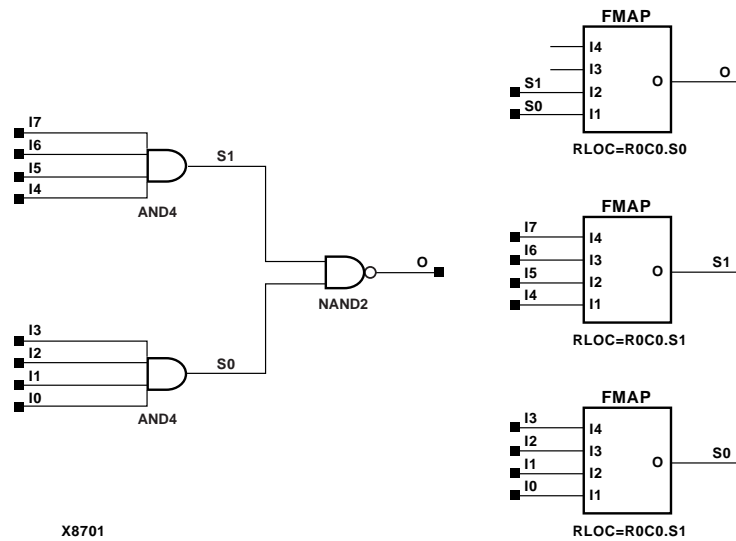 I7
I6
I5
I4
S1
AND4
I3
I2
I1
I0
S0
AND4
O
NAND2
X8701
FMAP
I4
I3
S1 I2
S0 I1
O O
RLOC=R0C0.S0
FMAP
I7 I4
I6 I3
I5 I2
I4 I1
O S1
RLOC=R0C0.S1
FMAP
I3 I4
I2 I3
I1 I2
I0 I1
O S0
RLOC=R0C0.S1